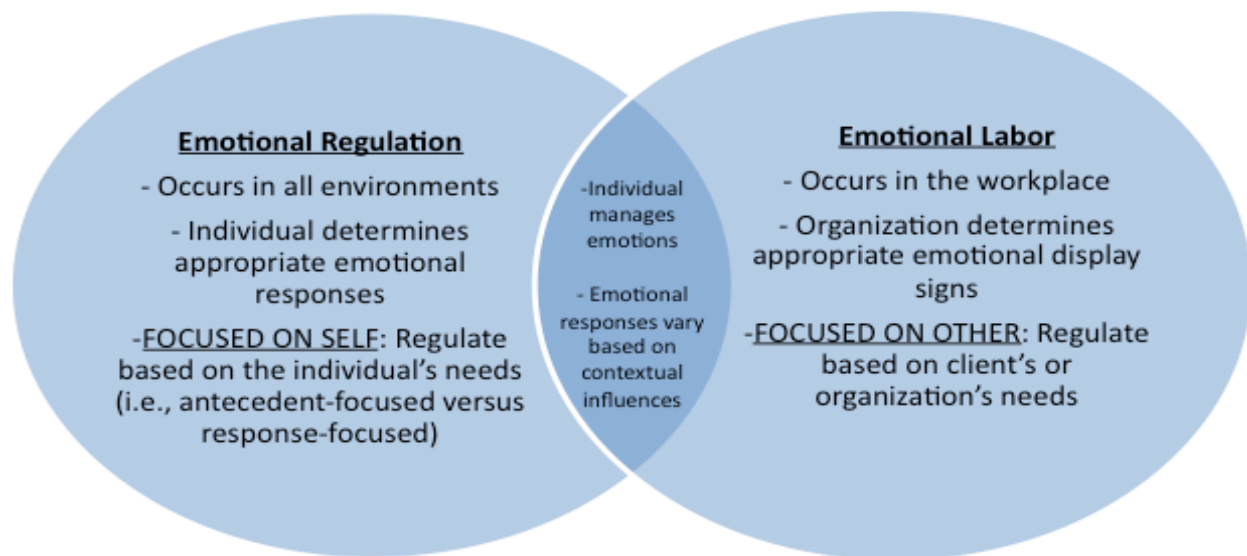 Emotional Regulation
- Occurs in all environments
- Individual determines
appropriate emotional
responses
-FOCUSED ON SELF: Regulate
based on the individual’s needs
(i.e., antecedent-focused versus
response-focused)
-Individual
manages
emotions
- Emotional
responses vary
based on
contextual
influences
Emotional Labor
- Occurs in the workplace
- Organization determines
appropriate emotional display
signs
-FOCUSED ON OTHER: Regulate
based on client’s or
organization’s needs